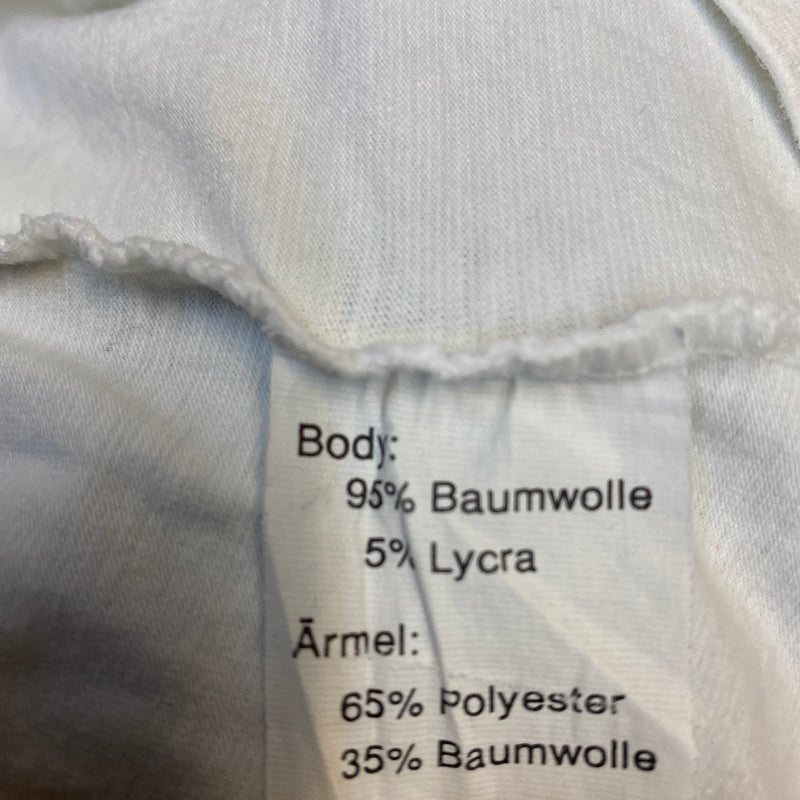 Body:
95% Baumwolle
5% Lycra
Ärmel:
65% Polyester
35% Baumwolle